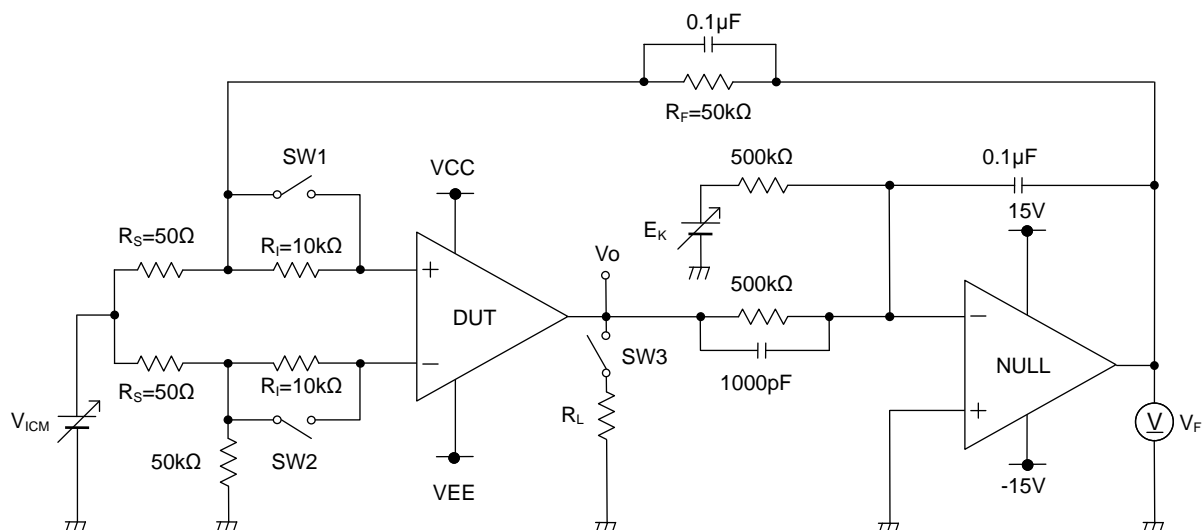 0.1µF
RF=50kΩ
SW1
VCC
500kΩ
0.1µF
15V
EK
RS=50Ω
RI=10kΩ
Vo
500kΩ
+
DUT
−
−
NULL
+
SW3
1000pF
RS=50Ω
RI=10kΩ
VICM
RL
V
VF
50kΩ
SW2
VEE
-15V